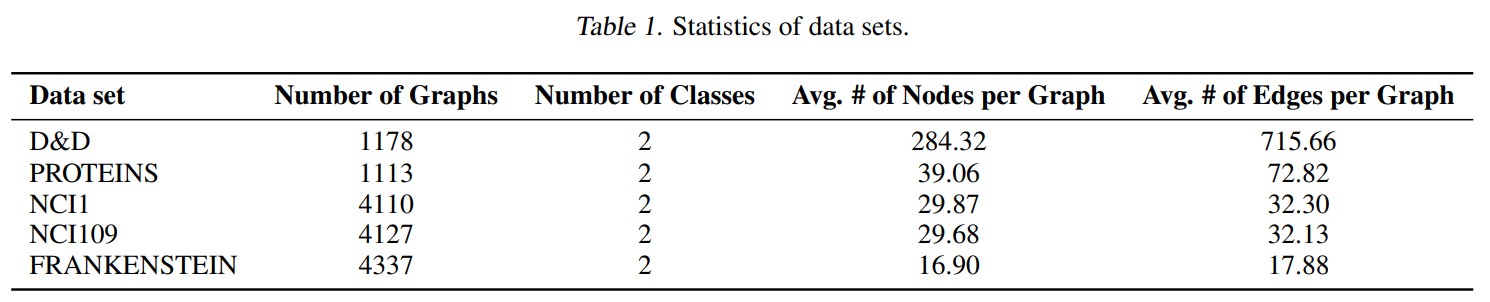 Table 1. Statistics of data sets.
Data set Number of Graphs Number of Classes Avg. # of Nodes per Graph Avg. # of Edges per Graph
D&D 1178 2 284.32 715.66
PROTEINS 1113 2 39.06 72.82
NCI1 4110 2 29.87 32.30
NCI109 4127 2 29.68 32.13
FRANKENSTEIN 4337 2 16.90 17.88